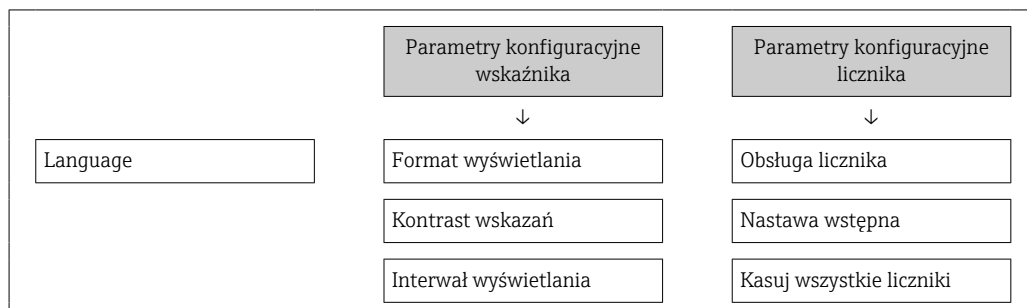 Parametry konfiguracyjne
wskaźnika
Parametry konfiguracyjne
licznika
↓
↓
Language
Format wyświetlania
Obsługa licznika
Kontrast wskazań
Nastawa wstępna
Interwał wyświetlania
Kasuj wszystkie liczniki